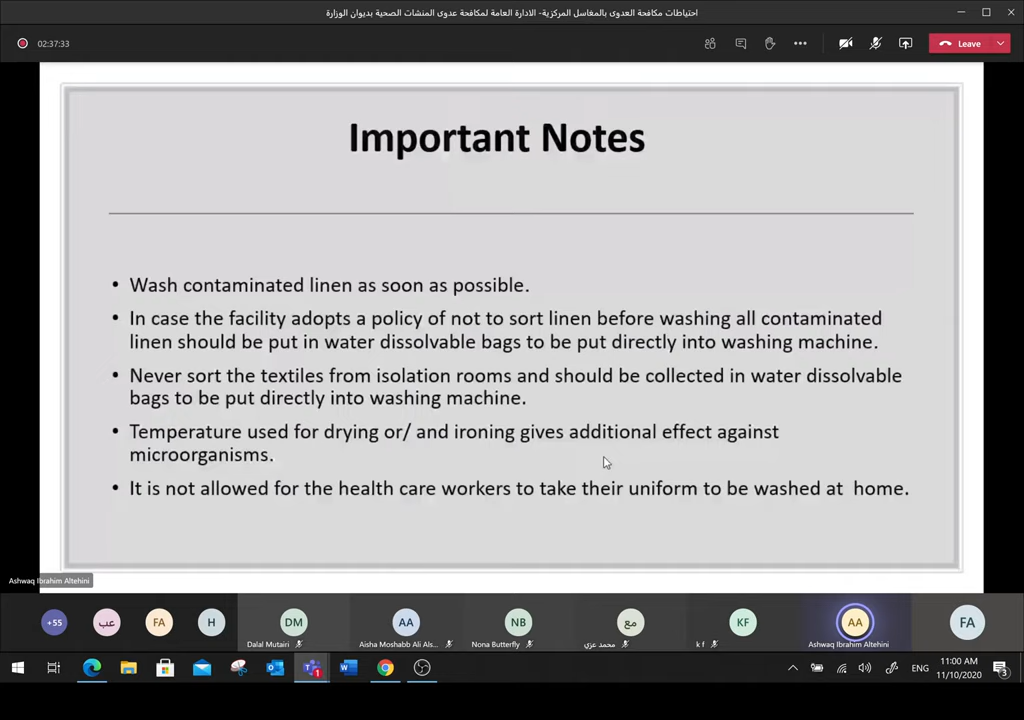 احتياطات مكافحة العدوى بالمغاسل المركزية- الادارة العامة لمكافحة عدوى المنشات الصحية بديوان الوزارة
02:37:33
Leave
Important Notes
• Wash contaminated linen as soon as possible.
• In case the facility adopts a policy of not to sort linen before washing all contaminated
linen should be put in water dissolvable bags to be put directly into washing machine.
• Never sort the textiles from isolation rooms and should be collected in water dissolvable
bags to be put directly into washing machine.
• Temperature used for drying or/ and ironing gives additional effect against
microorganisms.
• It is not allowed for the health care workers to take their uniform to be washed at home.
Ashwaq Ibrahim Altehini
+55
عب
FA
H
DM
AA
NB
مع
KF
AA
FA
Dalal Mutairi
Aisha Moshabb Ali Als...
Nona Butterfly
محمد عزي
k f
Ashwaq Ibrahim Altehini
1
ENG
11:00 AM
11/10/2020
3